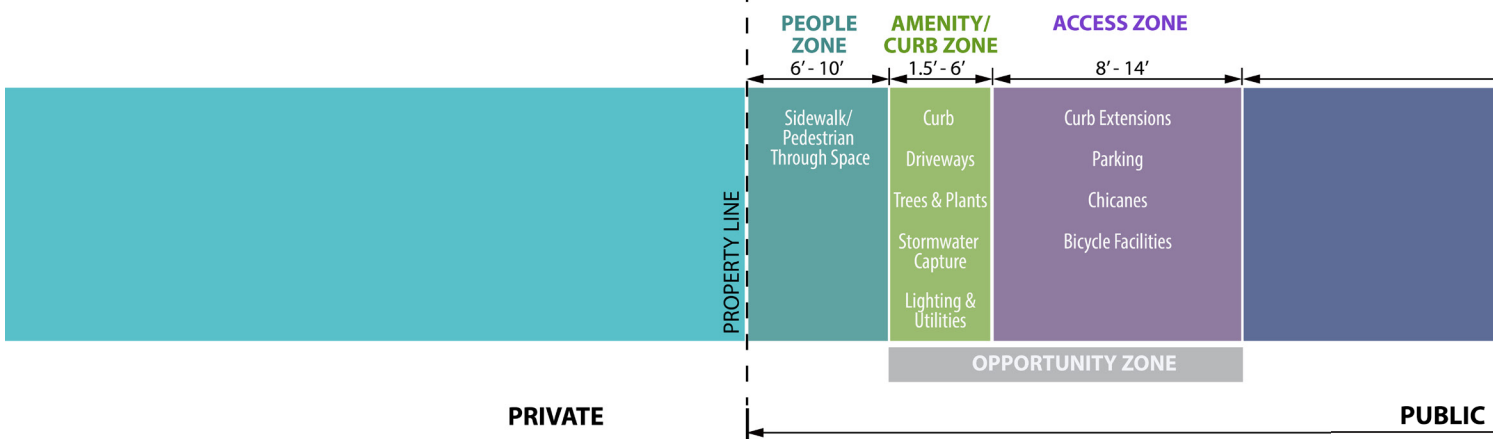 PEOPLE
ZONE
6' - 10'
AMENITY/
CURB ZONE
1.5' - 6'
ACCESS ZONE
8' - 14'
PROPERTY LINE
Sidewalk/
Pedestrian
Through Space
Curb
Driveways
Trees & Plants
Stormwater
Capture
Lighting &
Utilities
Curb Extensions
Parking
Chicanes
Bicycle Facilities
OPPORTUNITY ZONE
PRIVATE
PUBLIC